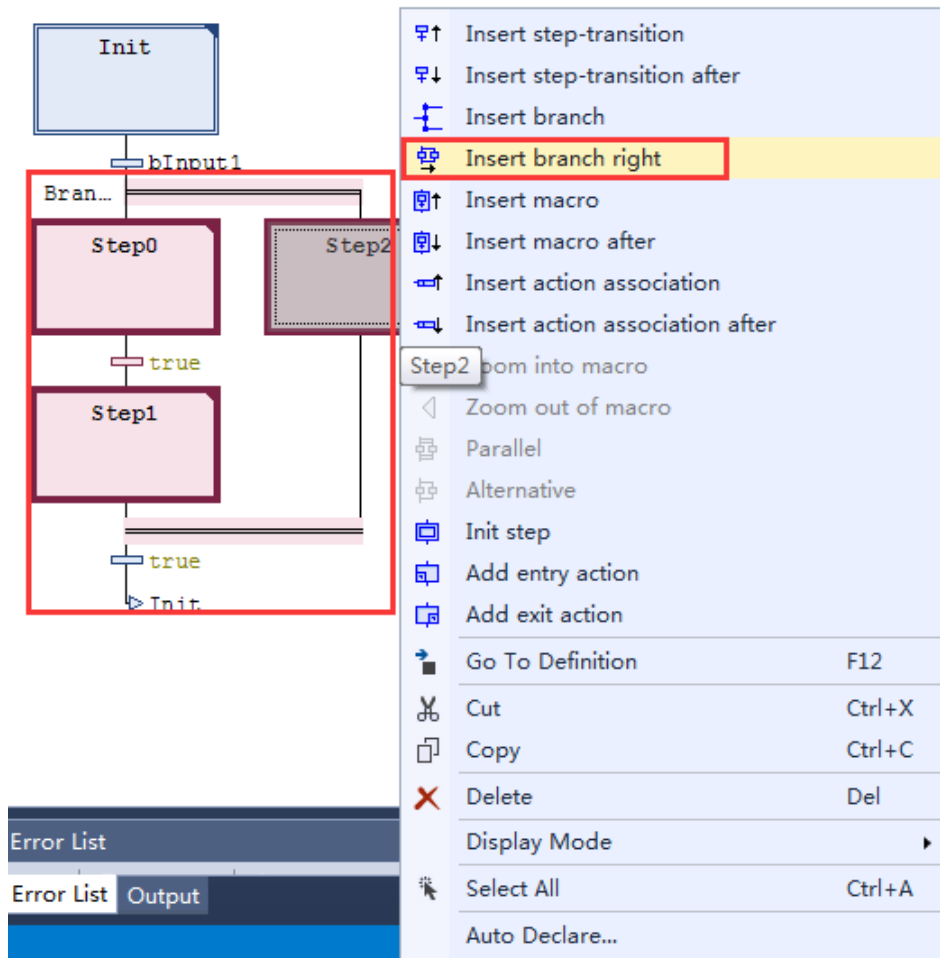 Init
bInput1
Bran...
Step0
Step2
true
Step1
true
Init
Insert step-transition
Insert step-transition after
Insert branch
Insert branch right
Insert macro
Insert macro after
Insert action association
Insert action association after
Step2
oom into macro
Zoom out of macro
Parallel
Alternative
Init step
Add entry action
Add exit action
Go To Definition F12
Cut Ctrl+X
Copy Ctrl+C
Delete Del
Display Mode
Select All Ctrl+A
Auto Declare...
Error List
Error List Output